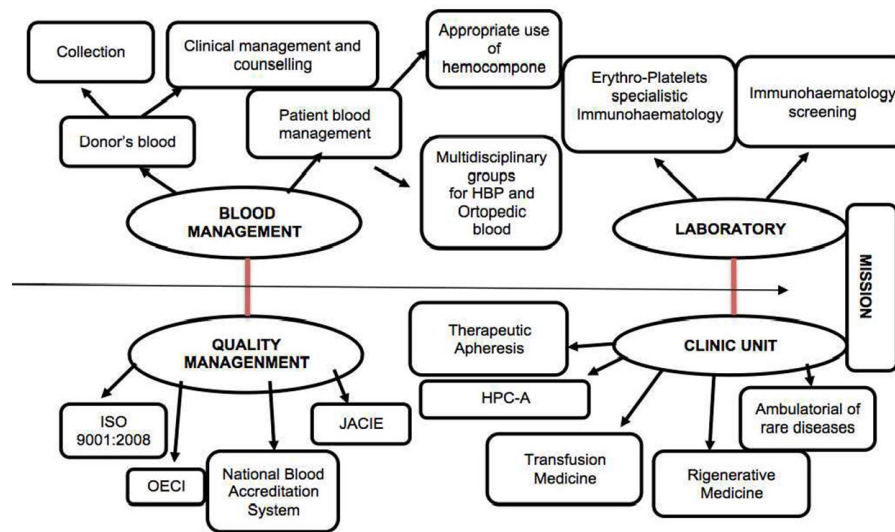 Collection
Clinical management and
counselling
Appropriate use
of
hemocompone
Erythro-Platelets
specialistic
Immunohaematology
Immunohaematology
screening
Donor's blood
Patient blood
management
Multidisciplinary
groups
for HBP and
Ortopedic
blood
BLOOD
MANAGEMENT
LABORATORY
MISSION
QUALITY
MANAGENMENT
Therapeutic
Apheresis
CLINIC UNIT
HPC-A
ISO
9001:2008
JACIE
Ambulatorial of
rare diseases
OECI
National Blood
Accreditation
System
Transfusion
Medicine
Rigenerative
Medicine